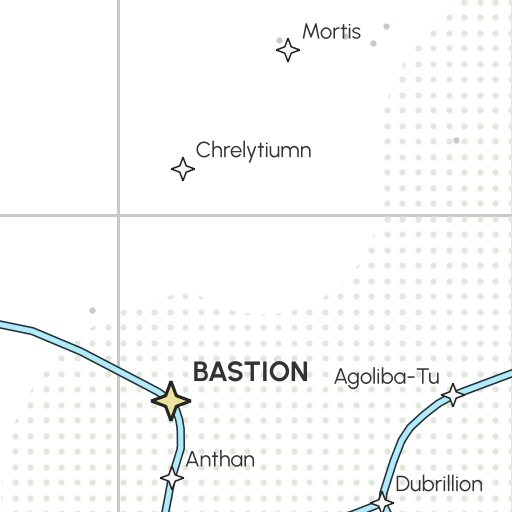 Mortis
Chrelytiumn
BASTION
Agoliba-Tu
Anthan
Dubrillion